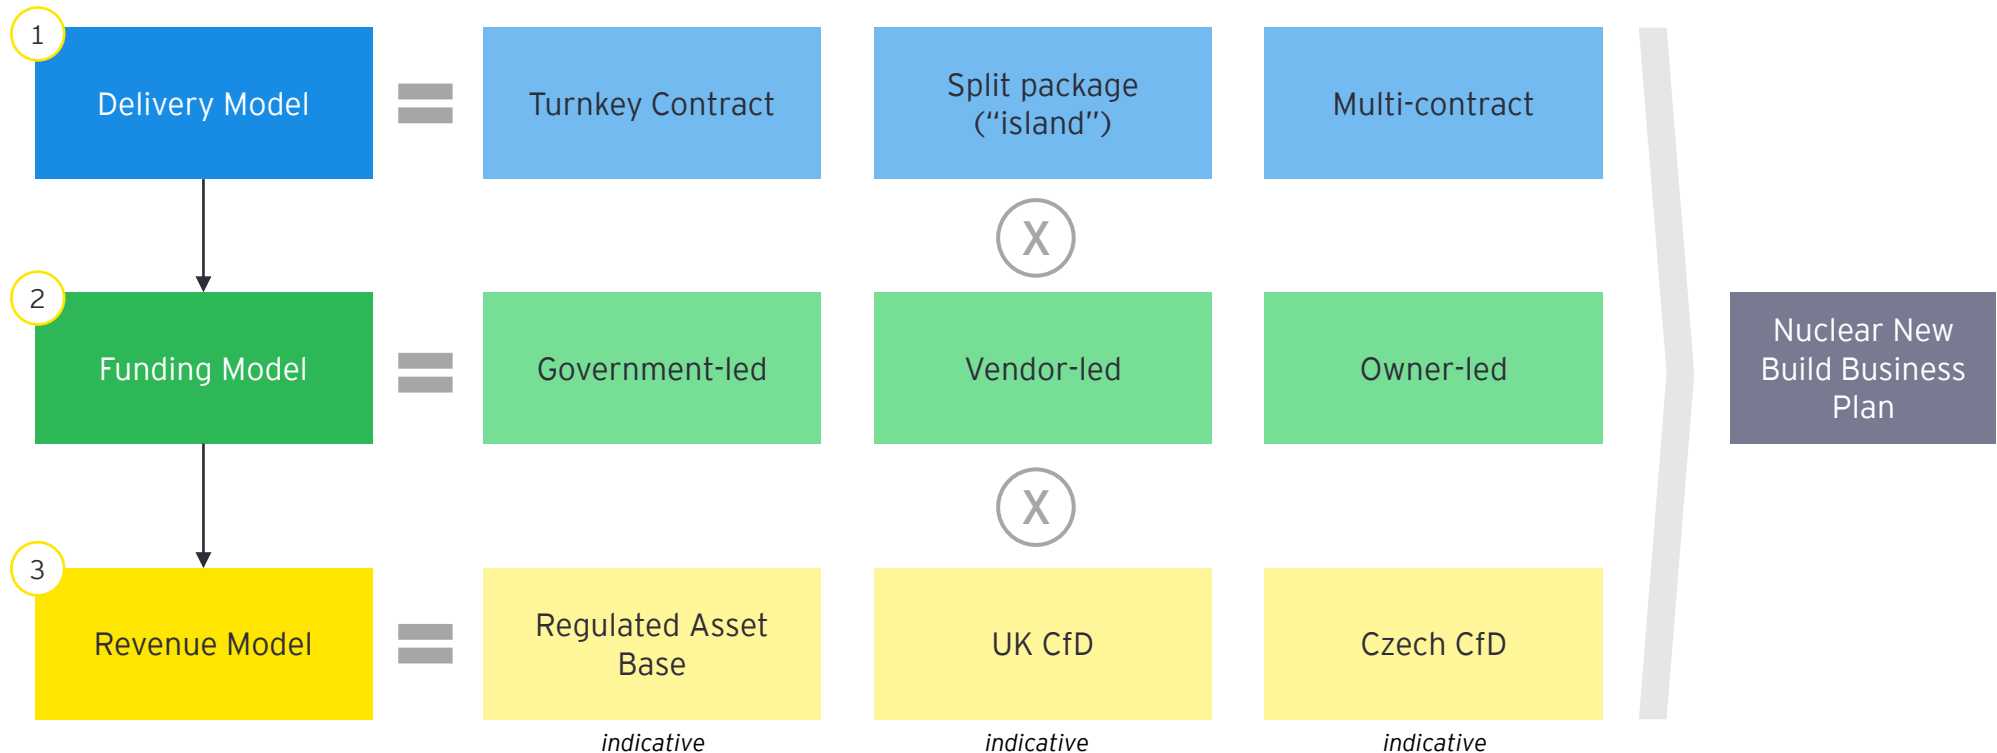 1
Delivery Model
Turnkey Contract
Split package
(“island”)
Multi-contract
X
2
Funding Model
Government-led
Vendor-led
Owner-led
Nuclear New
Build Business
Plan
X
3
Revenue Model
Regulated Asset
Base
UK CfD
Czech CfD
indicative
indicative
indicative